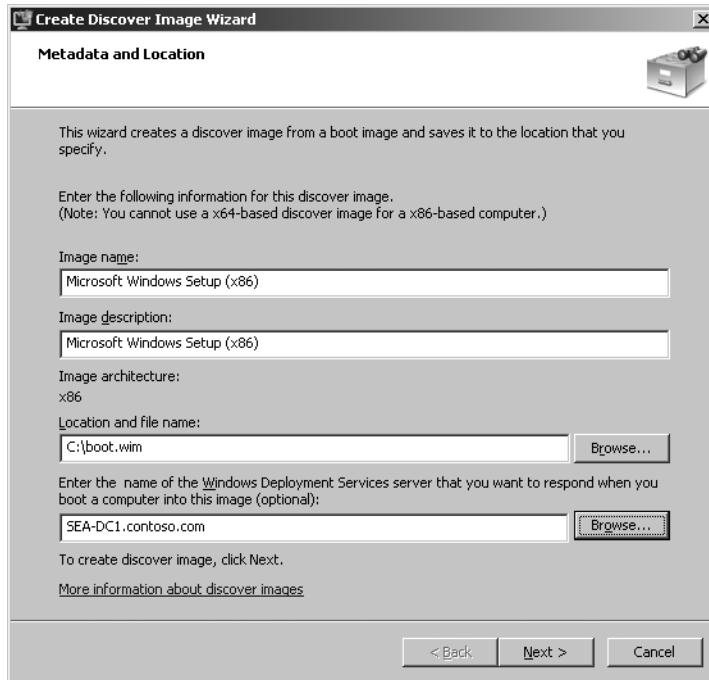 Create Discover Image Wizard
Metadata and Location
This wizard creates a discover image from a boot image and saves it to the location that you
specify.
Enter the following information for this discover image.
(Note: You cannot use a x64-based discover image for a x86-based computer.)
Image name:
Microsoft Windows Setup (x86)
Image description:
Microsoft Windows Setup (x86)
Image architecture:
x86
Location and file name:
C:\boot.wim
Browse...
Enter the name of the Windows Deployment Services server that you want to respond when you
boot a computer into this image (optional):
SEA-DC1.contoso.com
Browse...
To create discover image, click Next.
More information about discover images
< Back
Next >
Cancel